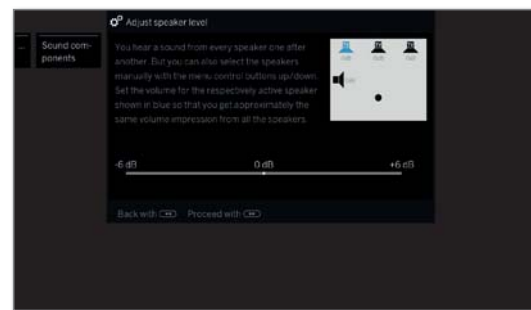 Adjust speaker level
...
Sound com-
ponents
You hear a sound from every speaker one after
another. But you can also select the speakers
manually with the menu control buttons up/down.
Set the volume for the respectively active speaker
shown in blue so that you get approximately the
same volume impression from all the speakers.
-6 dB 0 dB +6 dB
Back with Proceed with